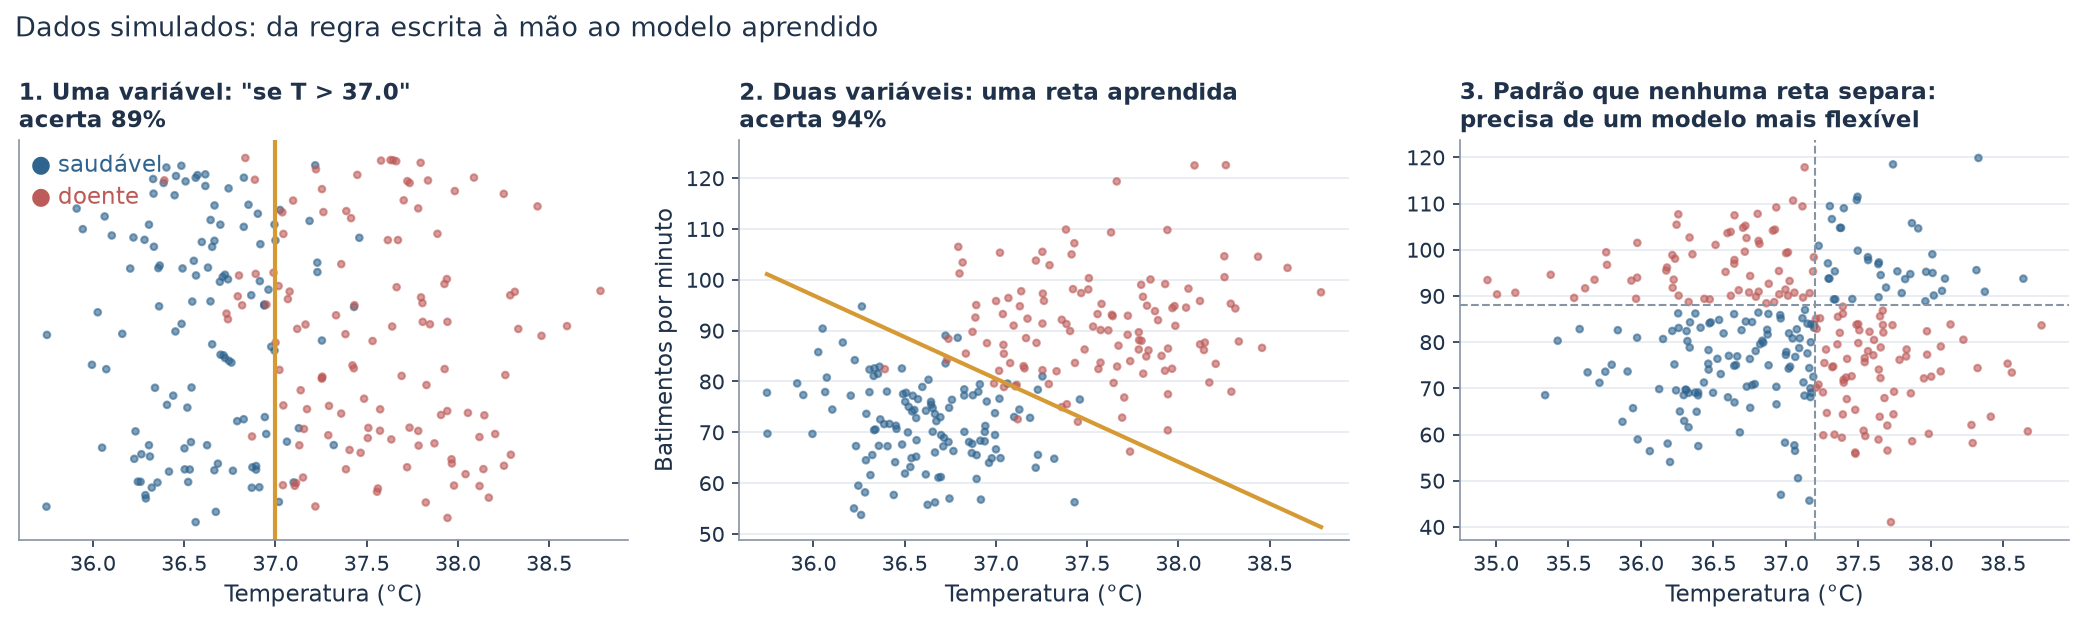 Dados simulados: da regra escrita à mão ao modelo aprendido
1. Uma variável: "se T > 37.0"
acerta 89%
saudável
doente
36.0 36.5 37.0 37.5 38.0 38.5
Temperatura (°C)
2. Duas variáveis: uma reta aprendida
acerta 94%
Batimentos por minuto
120
110
100
90
80
70
60
50
36.0 36.5 37.0 37.5 38.0 38.5
Temperatura (°C)
3. Padrão que nenhuma reta separa:
precisa de um modelo mais flexível
120
110
100
90
80
70
60
50
40
35.0 35.5 36.0 36.5 37.0 37.5 38.0 38.5
Temperatura (°C)